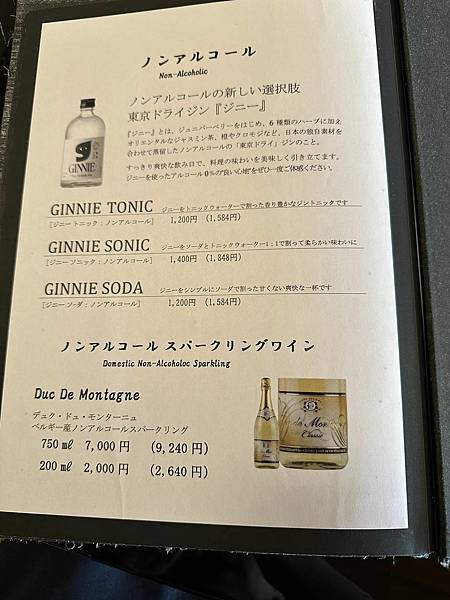 ノンアルコール
Non-Alcoholic
ノンアルコールの新しい選択肢
東京ドライジン『ジニー』
『ジニー』とは、ジュニパーベリーをはじめ、6種類のハーブに加え
オリエンタルなジャスミン茶、橙やクロモジなど、日本の独自素材を
合わせて蒸留したノンアルコールの「東京ドライ」ジンのこと。
すっきり爽快な飲み口で、料理の味わいを美味しく引き立てます。
ジニーを使ったアルコール0%の"良い心地"をぜひ一度ご体感ください。
GINNIE
GINNIE TONIC ジニーをトニックウォーターで割った香り豊かなジントニックです
[ジニー トニック:ノンアルコール] 1,200円 (1,584円)
GINNIE SONIC ジニーをソーダとトニックウォーター1:1で割って柔らかい味わいに
[ジニー ソニック:ノンアルコール] 1,400円 (1,848円)
GINNIE SODA ジニーをシンプルにソーダで割った甘くない爽快な一杯です
[ジニー ソーダ:ノンアルコール] 1,200円 (1,584円)
ノンアルコール スパークリングワイン
Domestic Non-Alcoholoc Sparkling
Duc De Montagne
デュク・ドュ・モンターニュ
ベルギー産ノンアルコールスパークリング
750㎖ 7,000円 (9,240円)
200㎖ 2,000円 (2,640円)
Classic